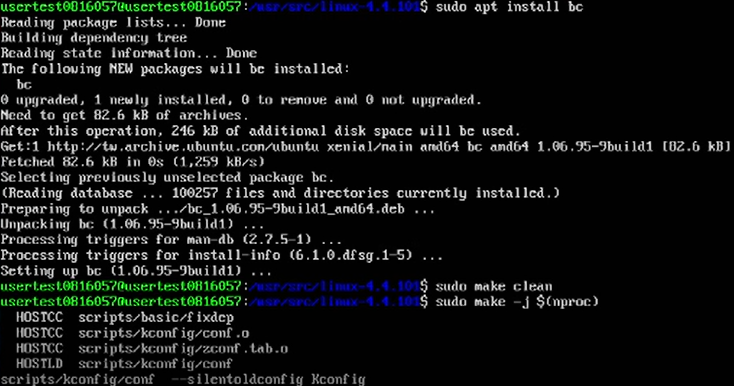 usertest0816057@usertest0816057:/usr/src/linux-4.4.101$ sudo apt install bc
Reading package lists... Done
Building dependency tree
Reading state information... Done
The following NEW packages will be installed:
  bc
0 upgraded, 1 newly installed, 0 to remove and 0 not upgraded.
Need to get 82.6 kB of archives.
After this operation, 246 kB of additional disk space will be used.
Get:1 http://tw.archive.ubuntu.com/ubuntu xenial/main amd64 bc amd64 1.06.95-9build1 [82.6 kB]
Fetched 82.6 kB in 0s (1,259 kB/s)
Selecting previously unselected package bc.
(Reading database ... 100257 files and directories currently installed.)
Preparing to unpack .../bc_1.06.95-9build1_amd64.deb ...
Unpacking bc (1.06.95-9build1) ...
Processing triggers for man-db (2.7.5-1) ...
Processing triggers for install-info (6.1.0.dfsg.1-5) ...
Setting up bc (1.06.95-9build1) ...
usertest0816057@usertest0816057:/usr/src/linux-4.4.101$ sudo make clean
usertest0816057@usertest0816057:/usr/src/linux-4.4.101$ sudo make -j $(nproc)
  HOSTCC  scripts/basic/fixdep
  HOSTCC  scripts/kconfig/conf.o
  HOSTCC  scripts/kconfig/zconf.tab.o
  HOSTLD  scripts/kconfig/conf
scripts/kconfig/conf  --silentoldconfig Kconfig